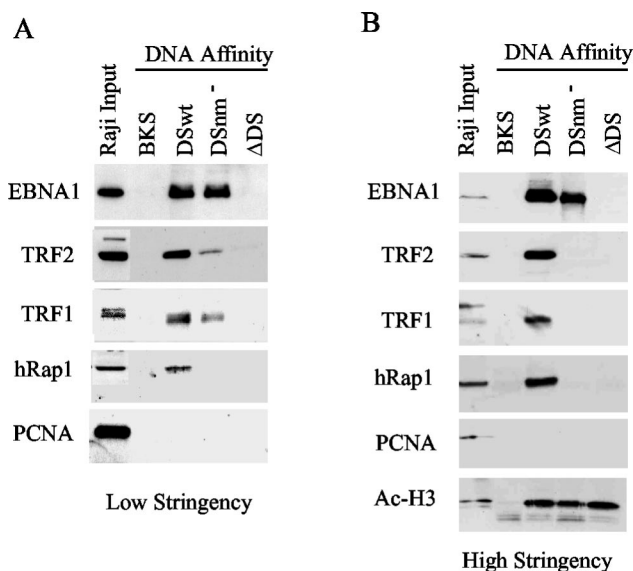 A
DNA Affinity
Raji Input
BKS
DSwt
DSnm -
ΔDS
EBNA1
TRF2
TRF1
hRap1
PCNA
Low Stringency
B
DNA Affinity
Raji Input
BKS
DSwt
DSnm -
ΔDS
EBNA1
TRF2
TRF1
hRap1
PCNA
Ac-H3
High Stringency